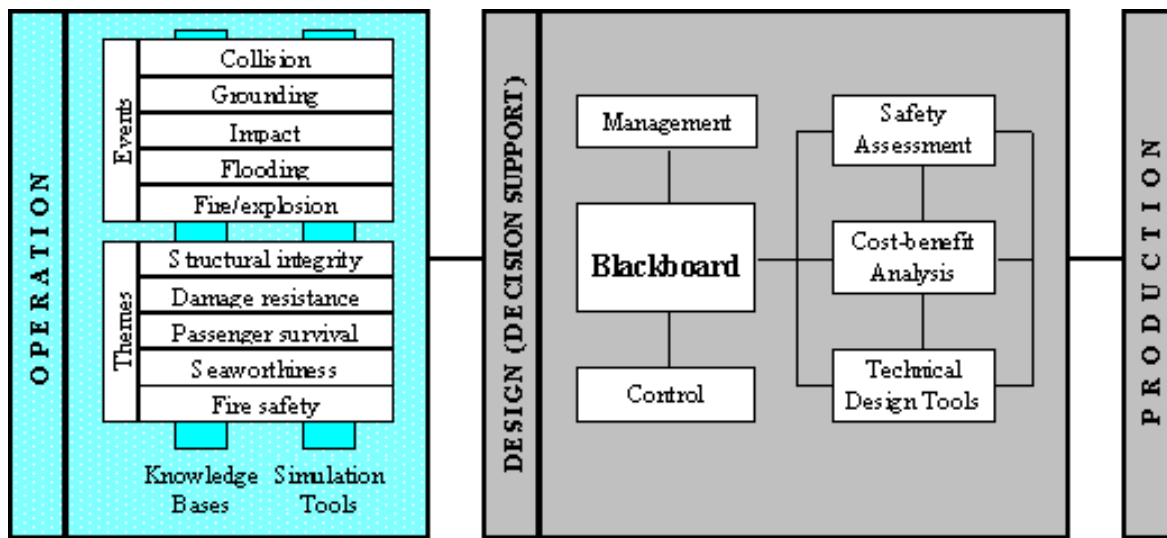 OPERATION
Events
Collision
Grounding
Impact
Flooding
Fire/explosion
Themes
Structural integrity
Damage resistance
Passenger survival
Seaworthiness
Fire safety
Knowledge
Bases
Simulation
Tools
DESIGN (DECISION SUPPORT)
Management
Blackboard
Control
Safety
Assessment
Cost-benefit
Analysis
Technical
Design Tools
PRODUCTION